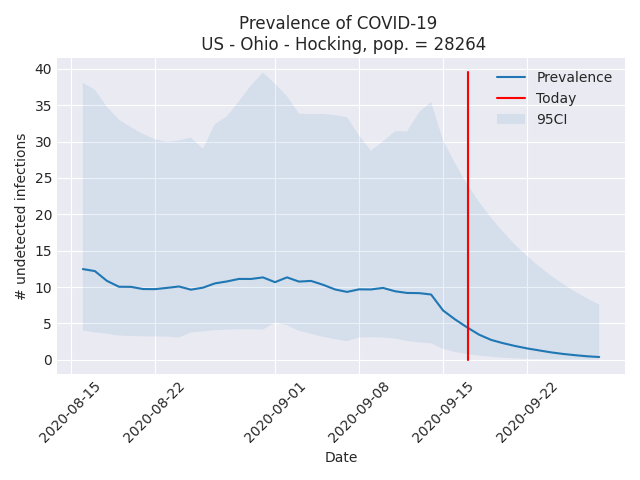 Prevalence of COVID-19
US - Ohio - Hocking, pop. = 28264
# undetected infections
40
35
30
25
20
15
10
5
0
Prevalence
Today
95CI
2020-08-15
2020-08-22
2020-09-01
2020-09-08
2020-09-15
2020-09-22
Date